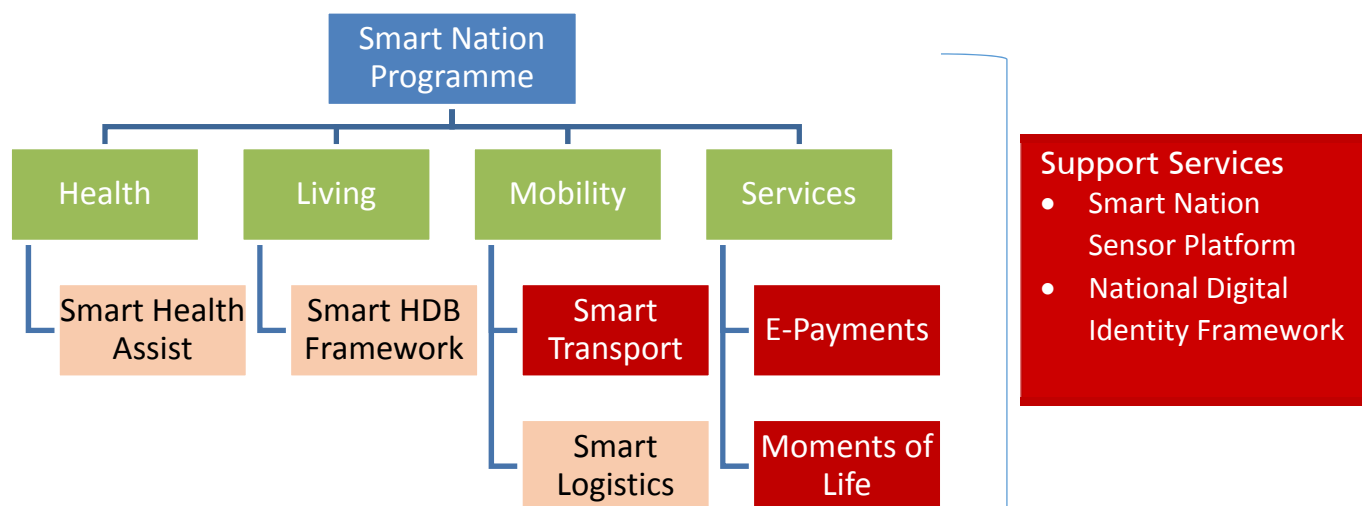 Smart Nation
Programme
Health
Living
Mobility
Services
Smart Health
Assist
Smart HDB
Framework
Smart
Transport
E-Payments
Smart
Logistics
Moments of
Life
Support Services
• Smart Nation
Sensor Platform
• National Digital
Identity Framework